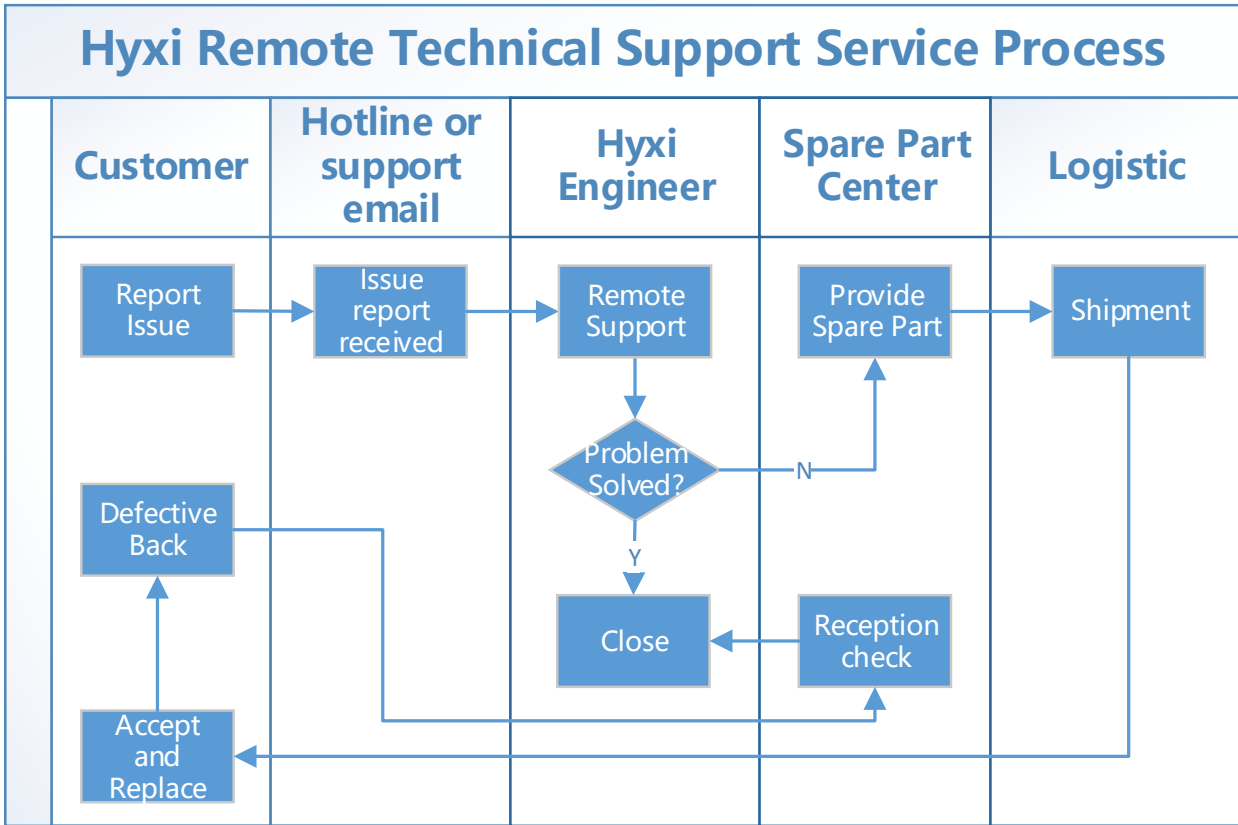 Hyxi Remote Technical Support Service Process
Customer
Hotline or
support
email
Hyxi
Engineer
Spare Part
Center
Logistic
Report
Issue
Issue
report
received
Remote
Support
Provide
Spare Part
Shipment
Problem
Solved?
N
Defective
Back
Y
Close
Reception
check
Accept
and
Replace